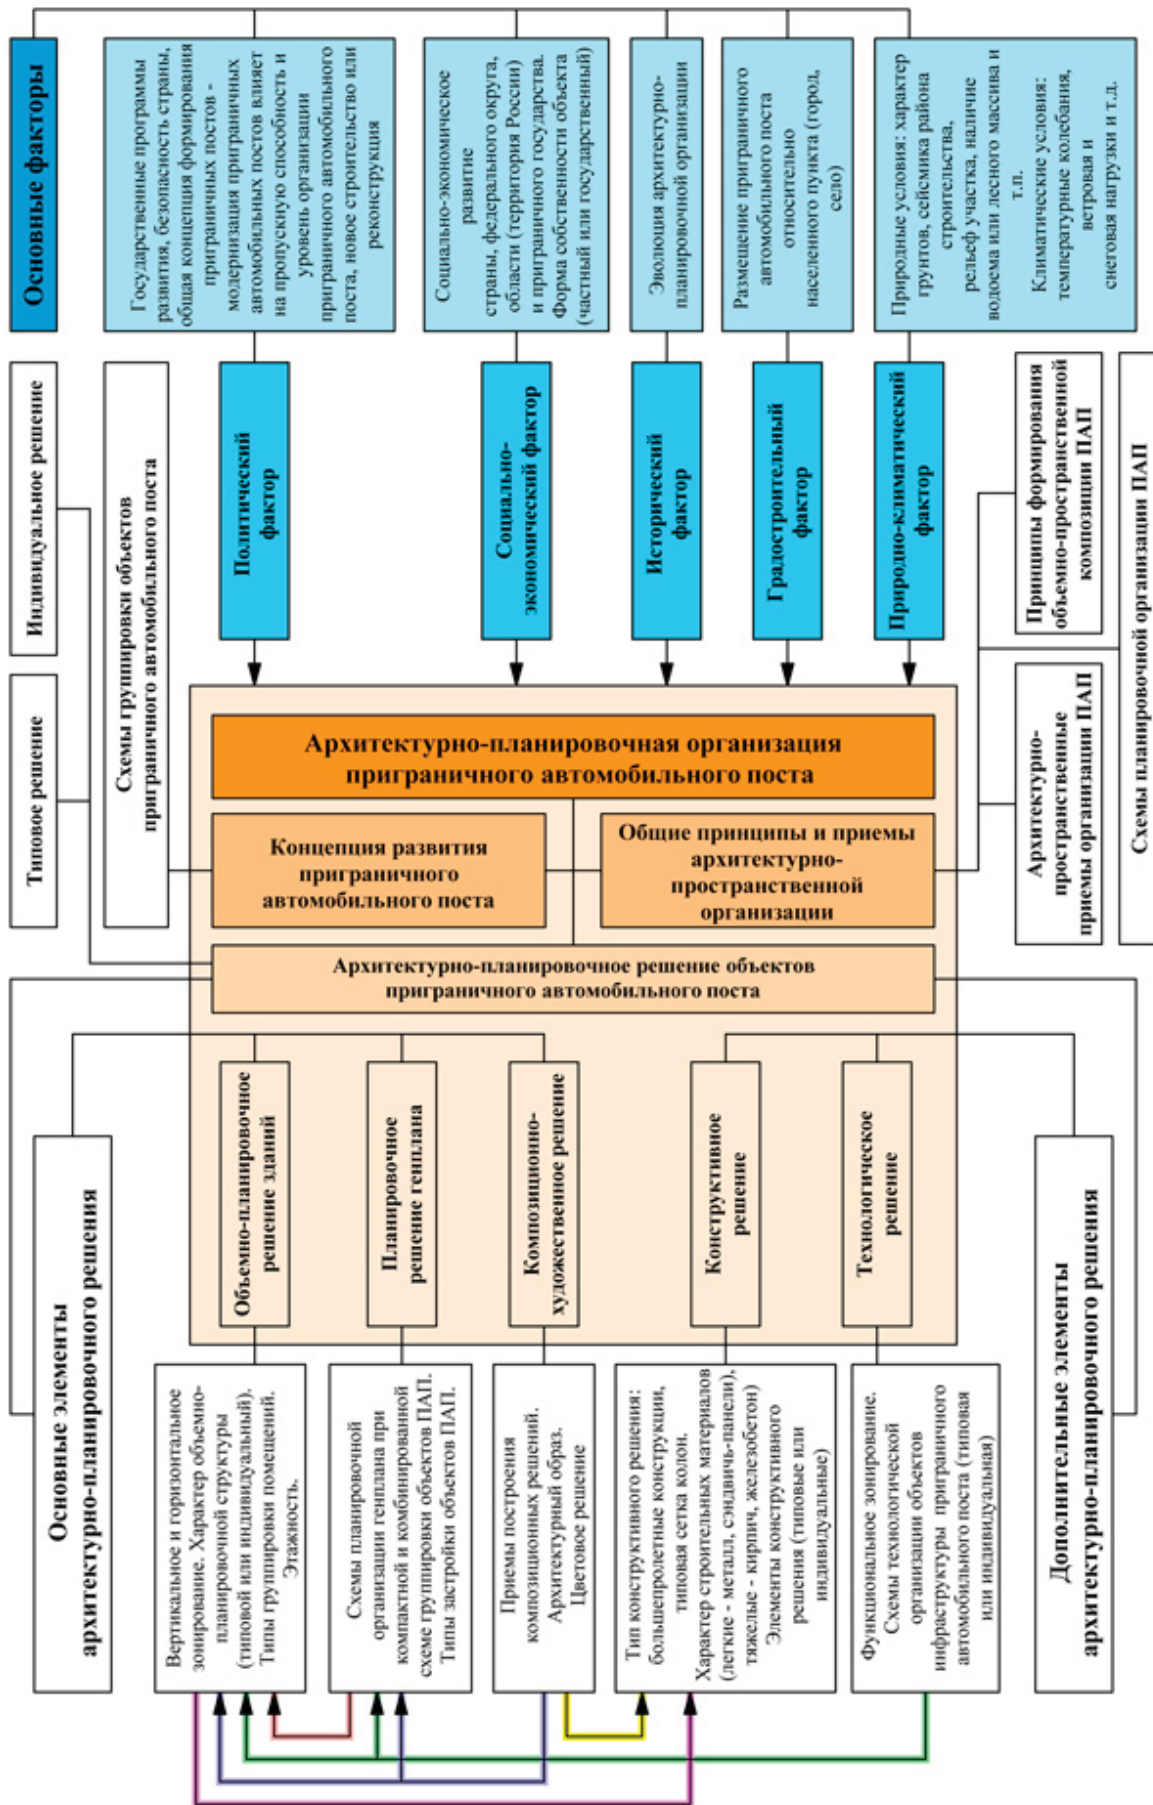 Основные факторы
Государственные программы
развития, безопасность страны,
общая концепция формирования
приграничных постов -
модернизация приграничных
автомобильных постов влияет
на пропускную способность и
уровень организации
приграничного автомобильного
поста, новое строительство или
реконструкция
Социально-экономическое
развитие
страны, федерального округа,
области (территория России)
и приграничного государства.
Форма собственности объекта
(частный или государственный)
Эволюция архитектурно-
планировочной организации
Размещение приграничного
автомобильного поста
относительно
населенного пункта (город,
село)
Природные условия: характер
грунтов, сейсмика района
строительства,
рельеф участка, наличие
водоема или лесного массива и
т.п.
Климатические условия:
температурные колебания,
ветровая и
снеговая нагрузки и т.д.
Индивидуальное решение
Типовое решение
Схемы группировки объектов
приграничного автомобильного поста
Политический
фактор
Социально-
экономический фактор
Исторический
фактор
Градостроительный
фактор
Природно-климатический
фактор
Принципы формирования
объемно-пространственной
композиции ПАП
Архитектурно-
пространственные
приемы организации ПАП
Схемы планировочной организации ПАП
Архитектурно-планировочная организация
приграничного автомобильного поста
Концепция развития
приграничного
автомобильного поста
Общие принципы и приемы
архитектурно-
пространственной
организации
Архитектурно-планировочное решение объектов
приграничного автомобильного поста
Основные элементы
архитектурно-планировочного решения
Объемно-планировочное
решение зданий
Планировочное
решение генплана
Композиционно-
художественное решение
Конструктивное
решение
Технологическое
решение
Дополнительные элементы
архитектурно-планировочного решения
Вертикальное и горизонтальное
зонирование. Характер объемно-
планировочной структуры
(типовой или индивидуальный).
Типы группировки помещений.
Этажность.
Схемы планировочной
организации генплана при
компактной и комбинированной
схеме группировки объектов ПАП.
Типы застройки объектов ПАП.
Приемы построения
композиционных решений.
Архитектурный образ.
Цветовое решение
Тип конструктивного решения:
большепролетные конструкции,
типовая сетка колон.
Характер строительных материалов
(легкие - металл, сэндвичь-панели),
тяжелые - кирпич, железобетон)
Элементы конструктивного
решения (типовые или
индивидуальные)
Функциональное зонирование.
Схемы технологической
организации объектов
инфраструктуры приграничного
автомобильного поста (типовая
или индивидуальная)